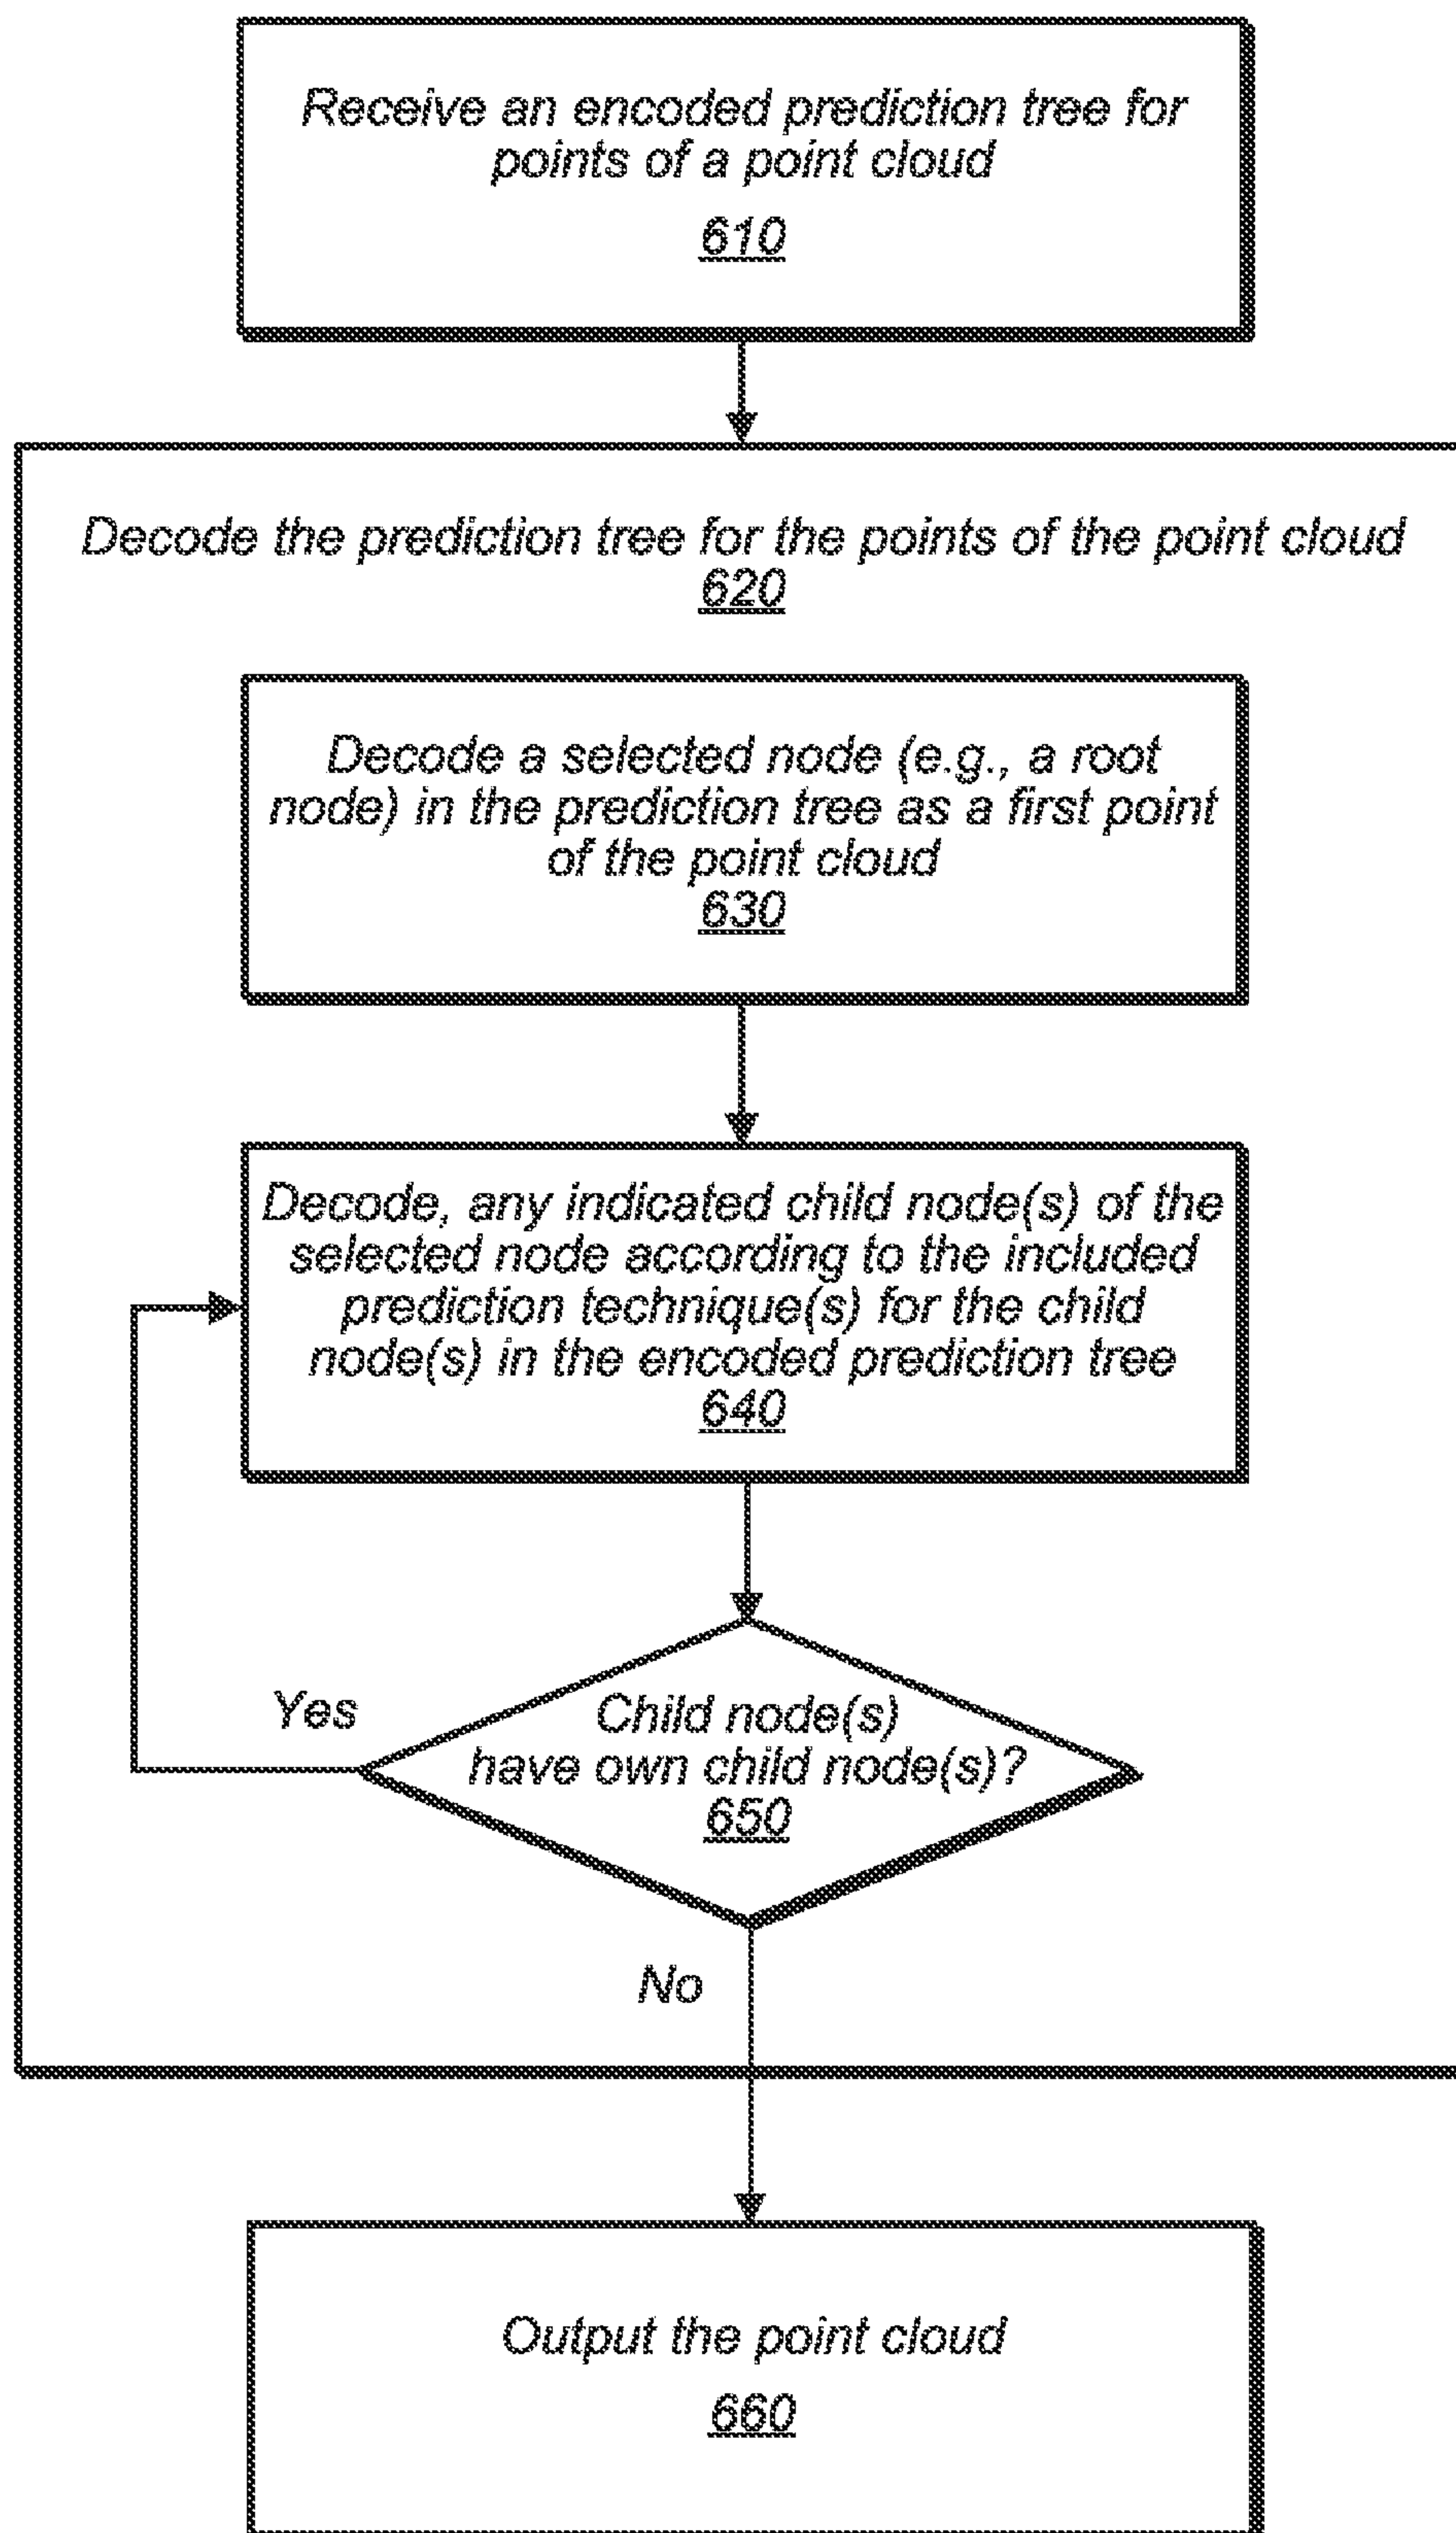 Receive an encoded prediction tree for
points of a point cloud
610
Decode the prediction tree for the points of the point cloud
620
Decode a selected node (e.g., a root
node) in the prediction tree as a first point
of the point cloud
630
Decode, any indicated child node(s) of the
selected node according to the included
prediction technique(s) for the child
node(s) in the encoded prediction tree
640
Yes
Child node(s)
have own child node(s)?
650
No
Output the point cloud
660